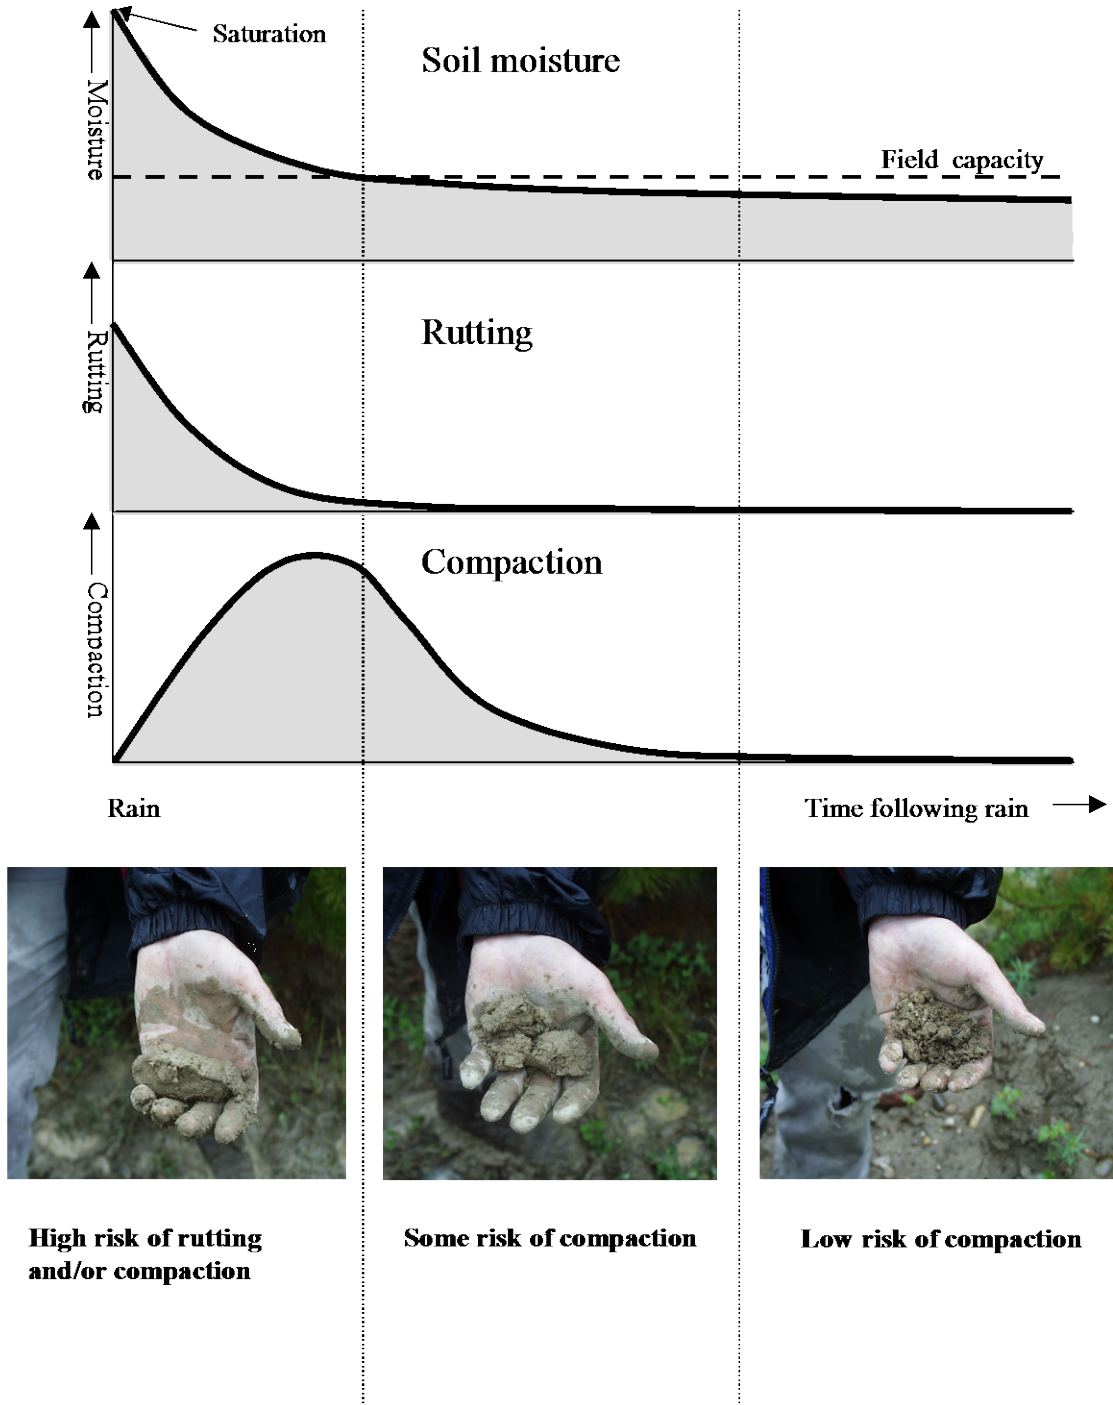 Saturation
Soil moisture
Moisture
Field capacity
Rutting
Rutting
Compaction
Compaction
Rain
Time following rain
High risk of rutting
and/or compaction
Some risk of compaction
Low risk of compaction